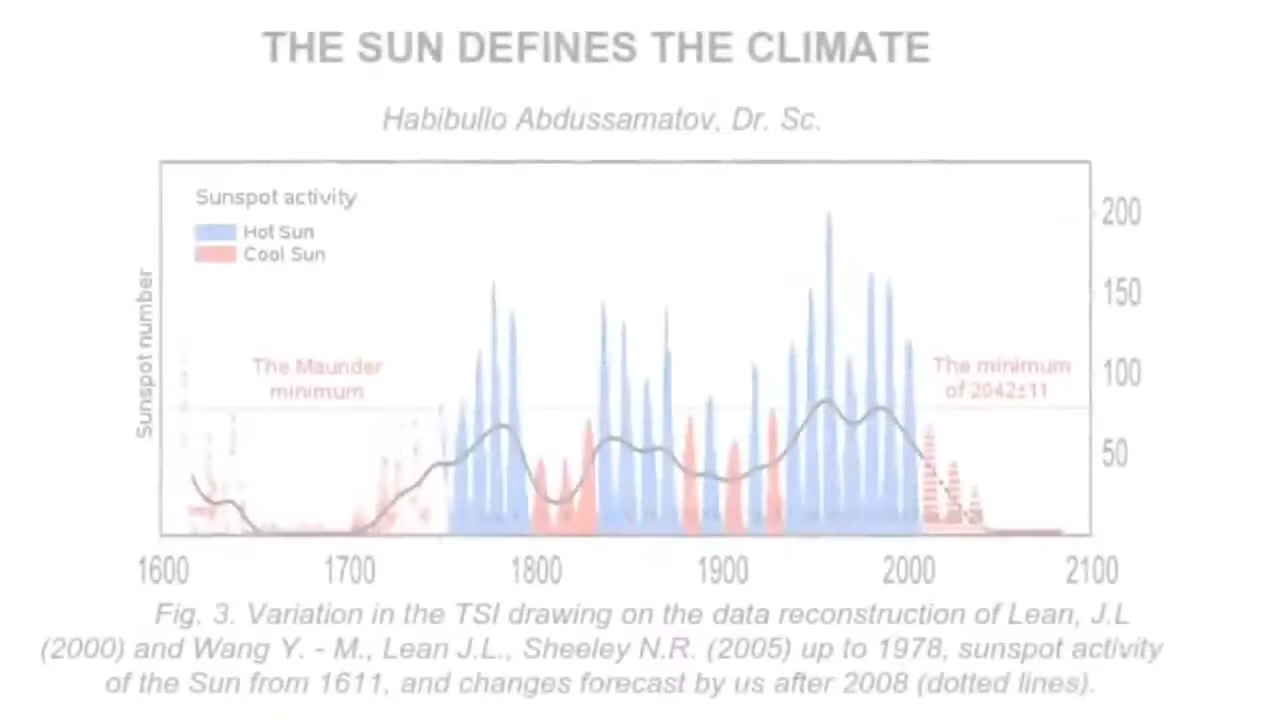 THE SUN DEFINES THE CLIMATE
Habibullo Abdussamatov, Dr. Sc.
Sunspot activity
Hot Sun
Cool Sun
Sunspot number
The Maunder
minimum
The minimum
of 2042±11
200
150
100
50
1600 1700 1800 1900 2000 2100
Fig. 3. Variation in the TSI drawing on the data reconstruction of Lean, J.L
(2000) and Wang Y. - M., Lean J.L., Sheeley N.R. (2005) up to 1978, sunspot activity
of the Sun from 1611, and changes forecast by us after 2008 (dotted lines).